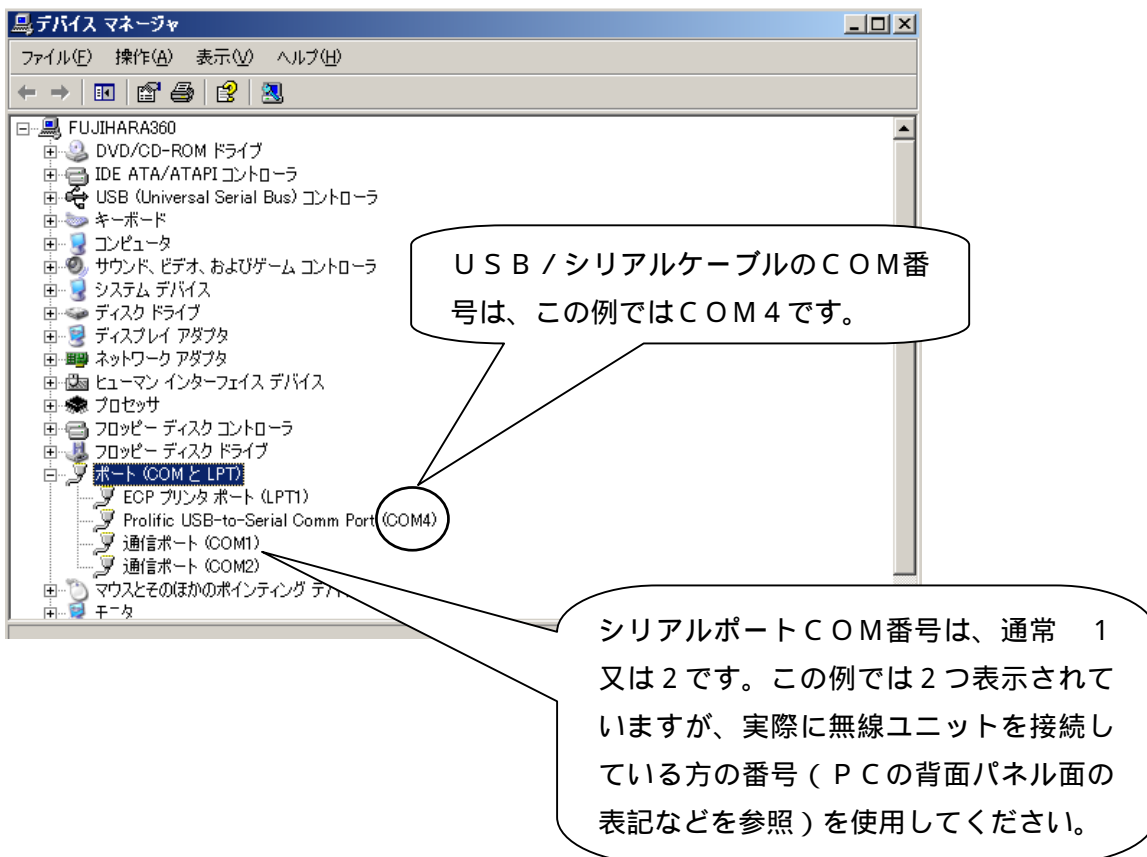 デバイス マネージャ
ファイル(F) 操作(A) 表示(V) ヘルプ(H)
FUJIHARA360
DVD/CD-ROM ドライブ
IDE ATA/ATAPI コントローラ
USB (Universal Serial Bus) コントローラ
キーボード
コンピュータ
サウンド、ビデオ、およびゲーム コントローラ
システム デバイス
ディスク ドライブ
ディスプレイ アダプタ
ネットワーク アダプタ
ヒューマン インターフェイス デバイス
プロセッサ
フロッピー ディスク コントローラ
フロッピー ディスク ドライブ
ポート (COM と LPT)
ECP プリンタ ポート (LPT1)
Prolific USB-to-Serial Comm Port (COM4)
通信ポート (COM1)
通信ポート (COM2)
マウスとそのほかのポインティング デバイ
モデム
USB/シリアルケーブルのCOM番
号は、この例ではCOM4です。
シリアルポートCOM番号は、通常 1
又は2です。この例では2つ表示されて
いますが、実際に無線ユニットを接続し
ている方の番号(PCの背面パネル面の
表記などを参照)を使用してください。